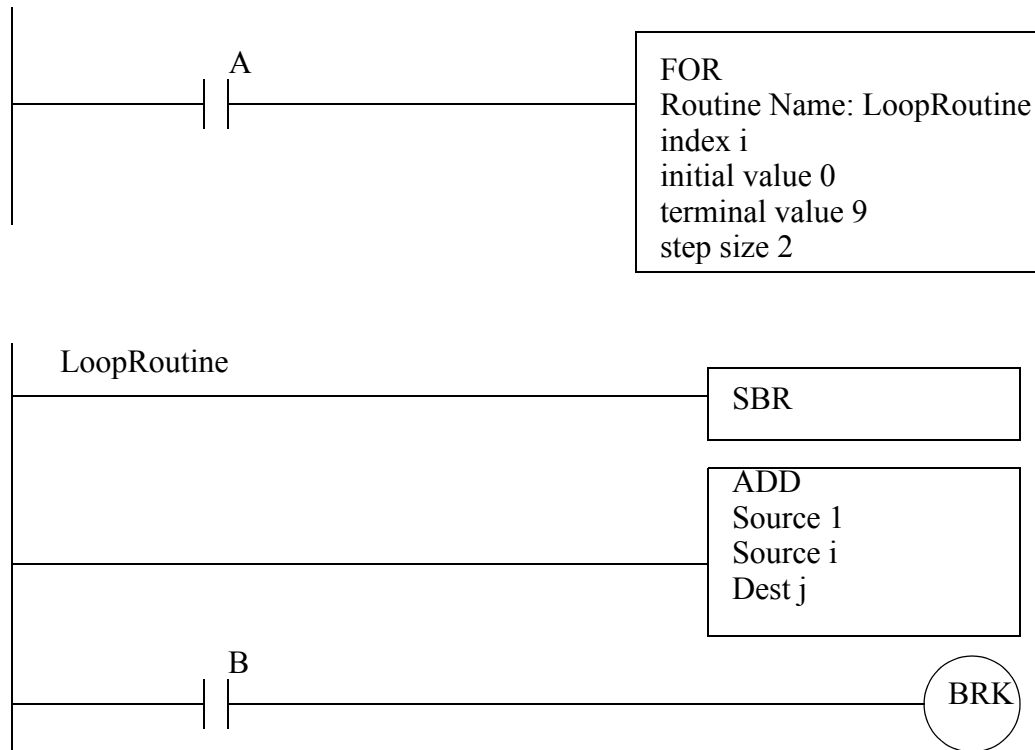 A
FOR
Routine Name: LoopRoutine
index i
initial value 0
terminal value 9
step size 2
LoopRoutine
SBR
ADD
Source 1
Source i
Dest j
B
BRK